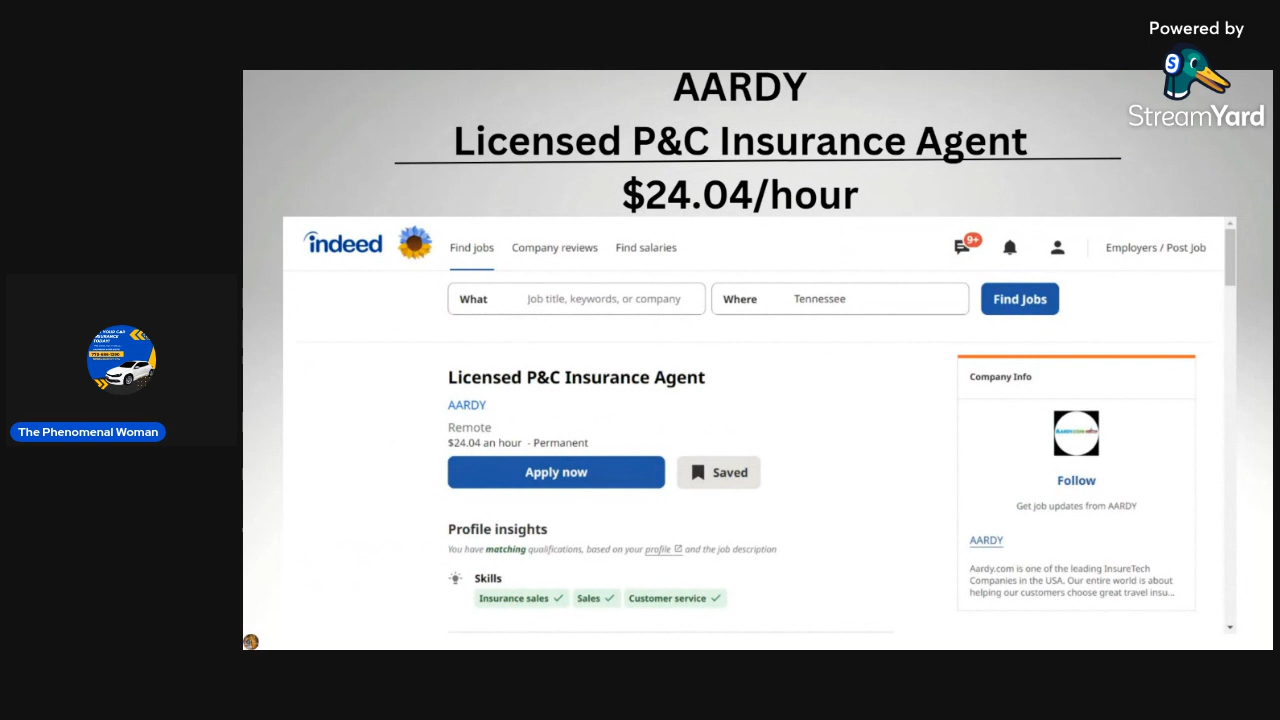 Powered by
StreamYard
AARDY
Licensed P&C Insurance Agent
$24.04/hour
indeed
Find jobs
Company reviews
Find salaries
9+
Employers / Post Job
What
Job title, keywords, or company
Where
Tennessee
Find Jobs
Licensed P&C Insurance Agent
AARDY
Remote
$24.04 an hour - Permanent
Apply now
Saved
Profile insights
You have matching qualifications, based on your profile and the job description
Skills
Insurance sales
Sales
Customer service
Company Info
Follow
Get job updates from AARDY
AARDY
Aardy.com is one of the leading InsureTech
Companies in the USA. Our entire world is about
helping our customers choose great travel insu...
The Phenomenal Woman